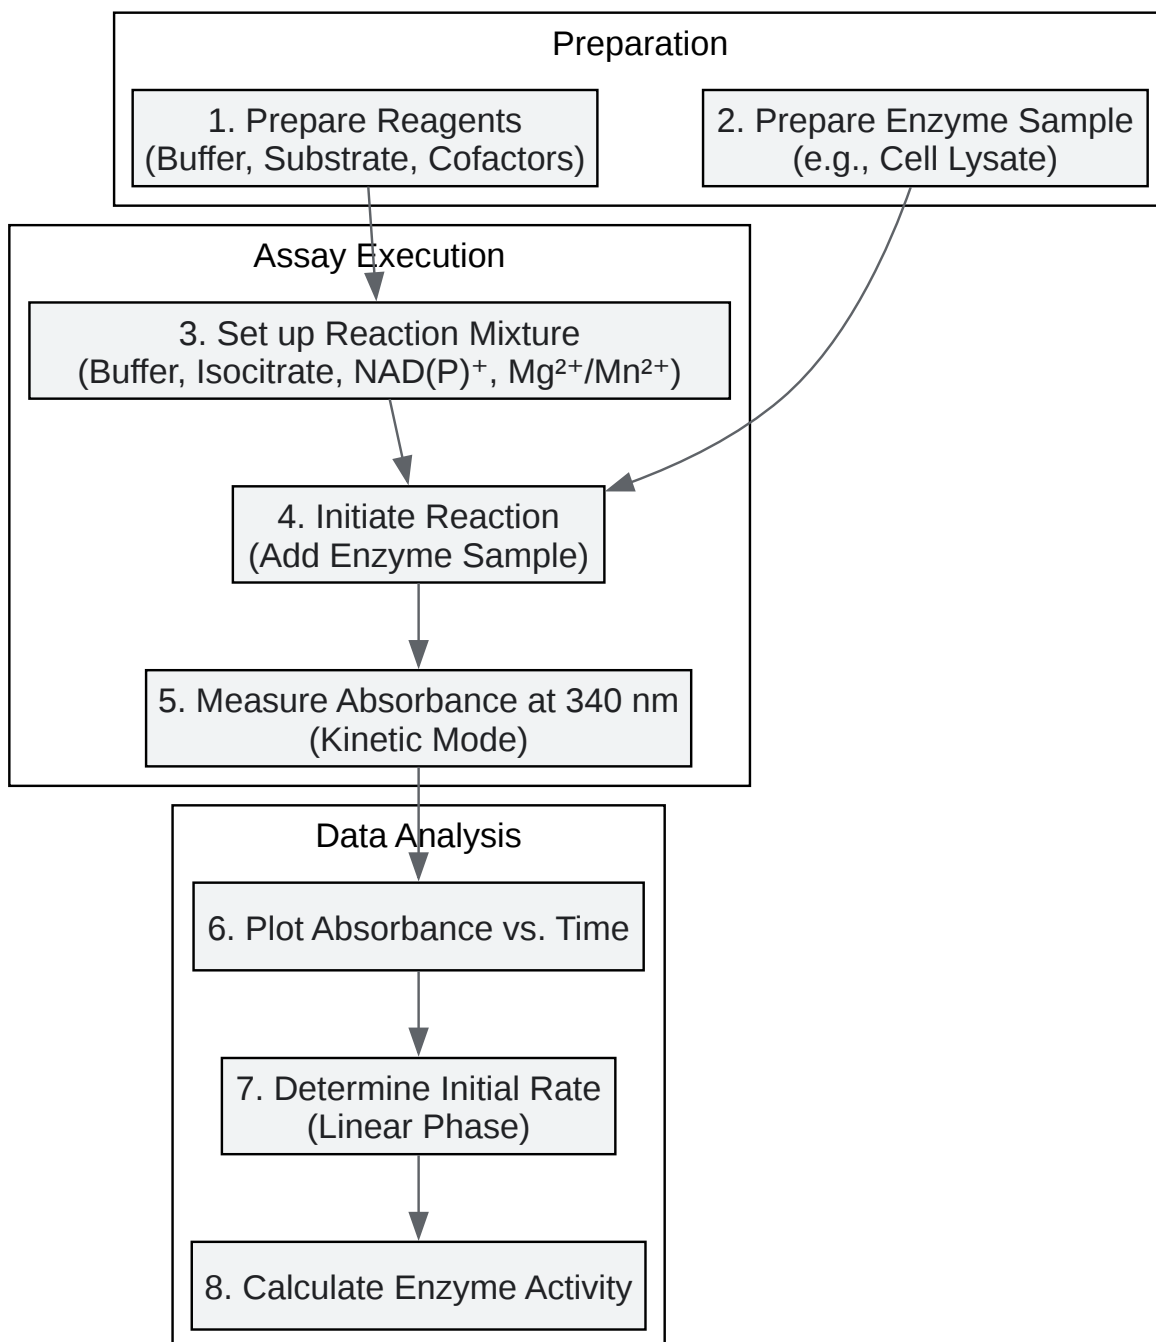 Preparation
1. Prepare Reagents
(Buffer, Substrate, Cofactors)
2. Prepare Enzyme Sample
(e.g., Cell Lysate)
Assay Execution
3. Set up Reaction Mixture
(Buffer, Isocitrate, NAD(P)⁺, Mg²⁺/Mn²⁺)
4. Initiate Reaction
(Add Enzyme Sample)
5. Measure Absorbance at 340 nm
(Kinetic Mode)
Data Analysis
6. Plot Absorbance vs. Time
7. Determine Initial Rate
(Linear Phase)
8. Calculate Enzyme Activity